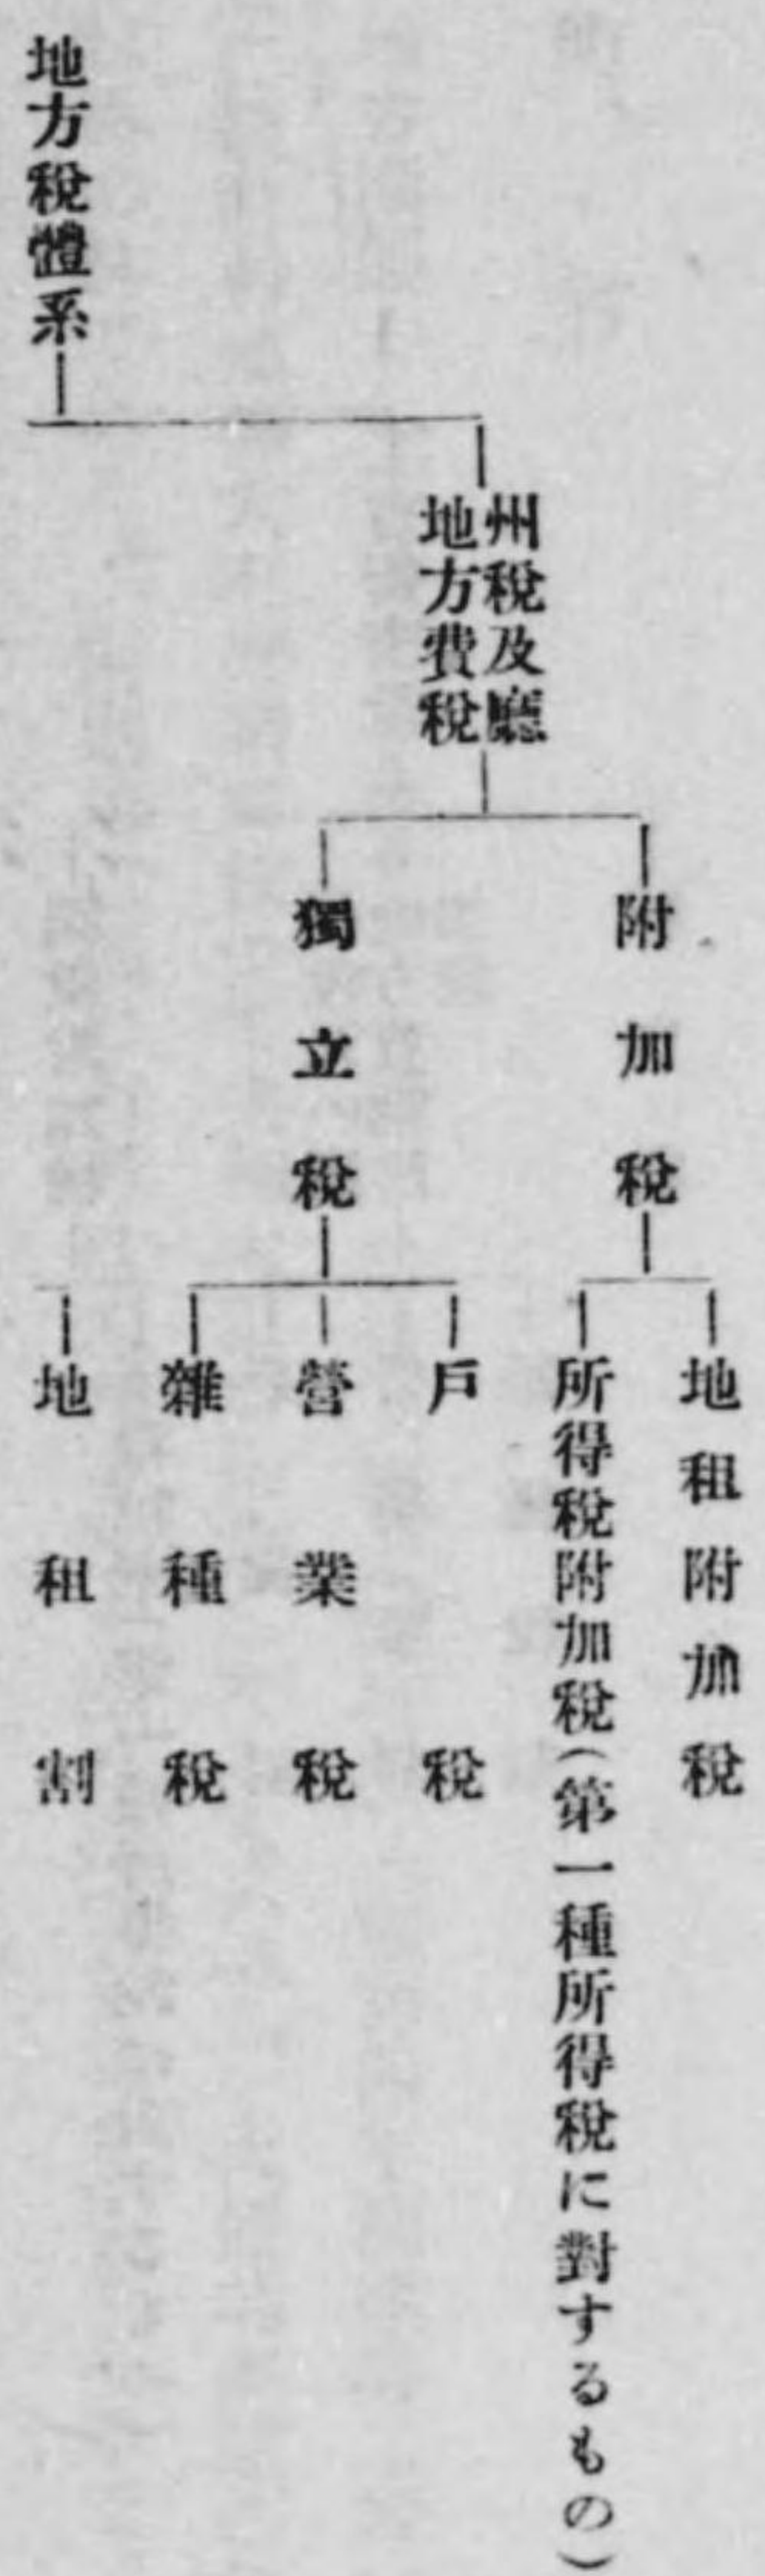 地租附加稅
所得稅附加稅(第一種所得稅に對するもの)
附加稅
戶稅
州稅及廳
地方費稅
營業稅
獨立稅
雜種稅
地租割
地方稅體系